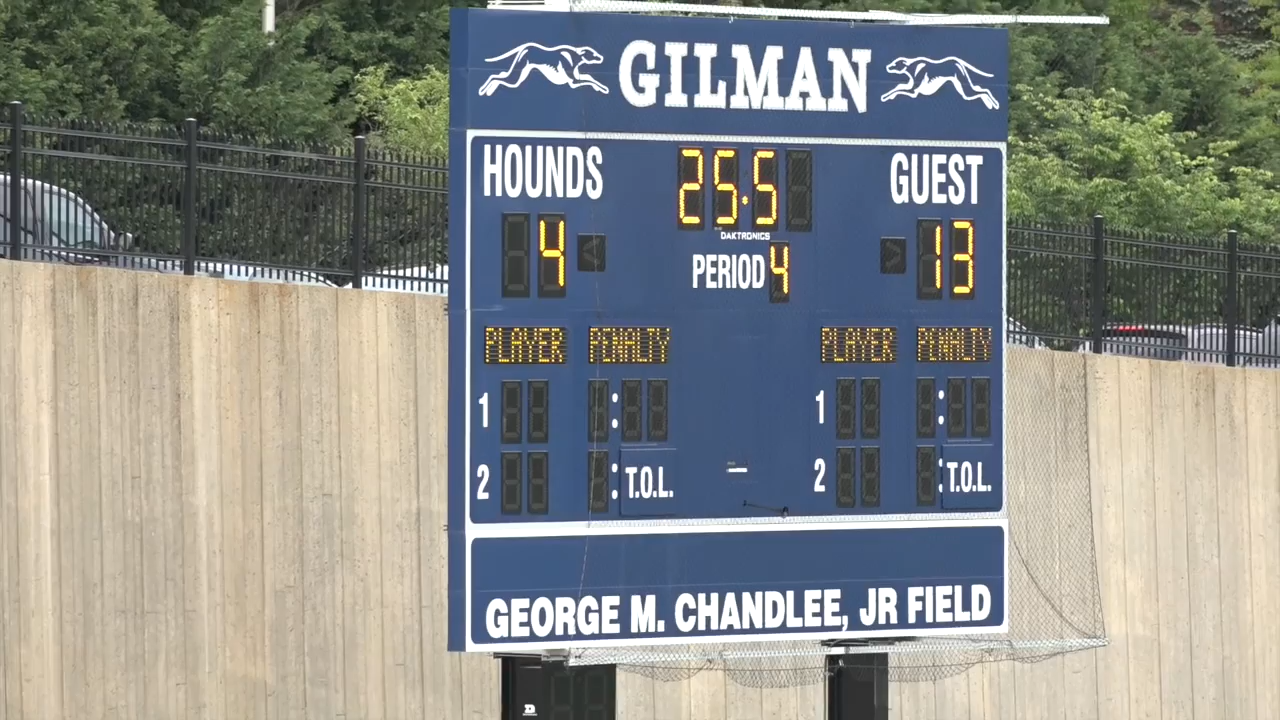 GILMAN
HOUNDS 25.5 GUEST
DAKTRONICS
4 PERIOD 4 13
PLAYER PENALTY PLAYER PENALTY
1 : 1 :
2 : T.O.L. 2 : T.O.L.
GEORGE M. CHANDLEE, JR FIELD